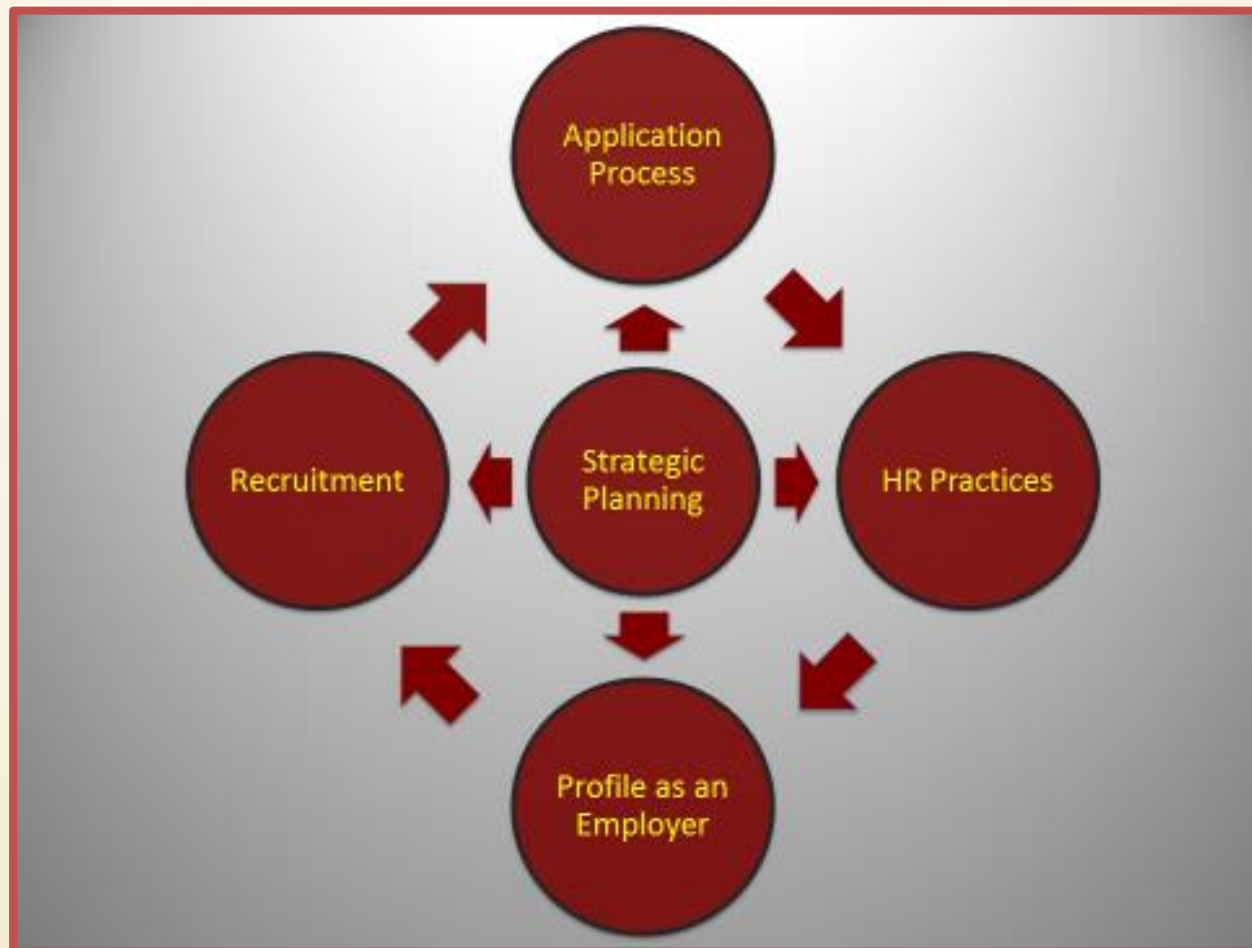 Application
Process
Recruitment
Strategic
Planning
HR Practices
Profile as an
Employer